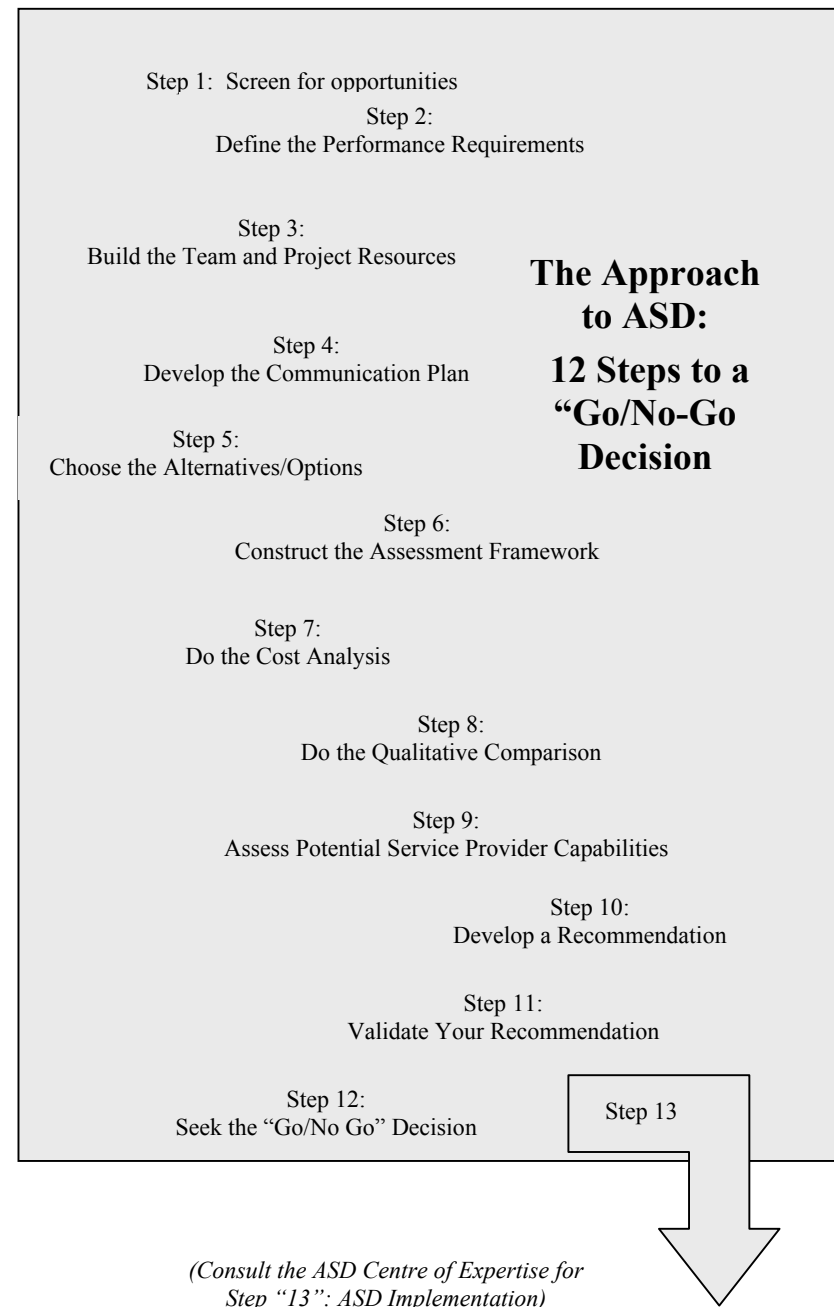 Step 1:  Screen for opportunities
Step 2:
Define the Performance Requirements
Step 3:
Build the Team and Project Resources
The Approach
to ASD:
12 Steps to a
“Go/No-Go
Decision
Step 4:
Develop the Communication Plan
Step 5:
Choose the Alternatives/Options
Step 6:
Construct the Assessment Framework
Step 7:
Do the Cost Analysis
Step 8:
Do the Qualitative Comparison
Step 9:
Assess Potential Service Provider Capabilities
Step 10:
Develop a Recommendation
Step 11:
Validate Your Recommendation
Step 12:
Seek the “Go/No Go” Decision
Step 13
(Consult the ASD Centre of Expertise for
Step “13”: ASD Implementation)